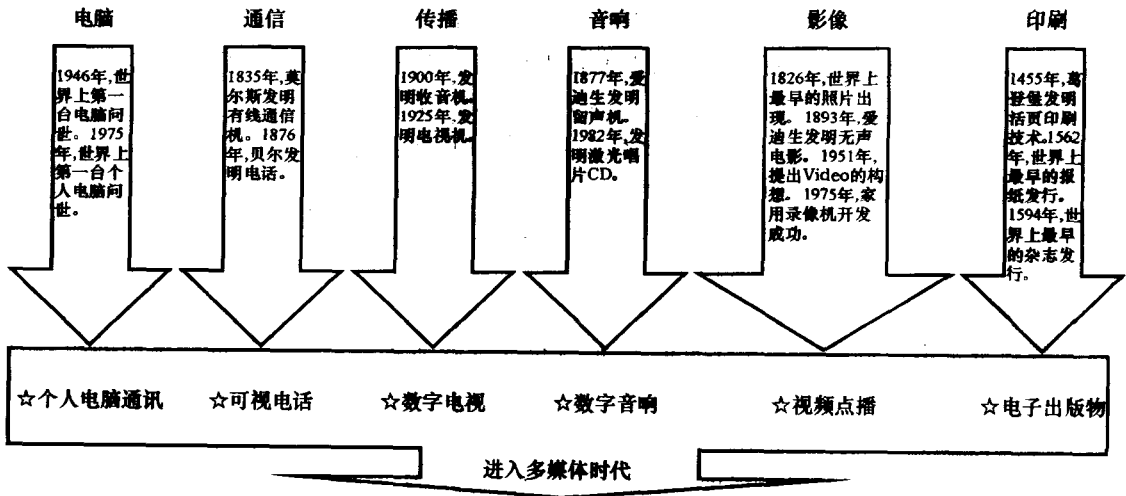 电脑
通信
传播
音响
影像
印刷
1946年,世
界上第一
台电脑问
世。1975
年,世界上
第一台个
人电脑问
世。
1835年,莫
尔斯发明
有线通信
机。1876
年,贝尔发
明电话。
1900年,发
明收音机。
1925年,发
明电视机。
1877年,爱
迪生发明
留声机。
1982年,发
明激光唱
片CD。
1826年,世界上
最早的照片出
现。1893年,爱
迪生发明无声
电影。1951年,
提出Video的构
想。1975年,家
用录像机开发
成功。
1455年,葛
登堡发明
活页印刷
技术。1562
年,世界上
最早的报
纸发行。
1594年,世
界上最早
的杂志发
行。
☆个人电脑通讯
☆可视电话
☆数字电视
☆数字音响
☆视频点播
☆电子出版物
进入多媒体时代